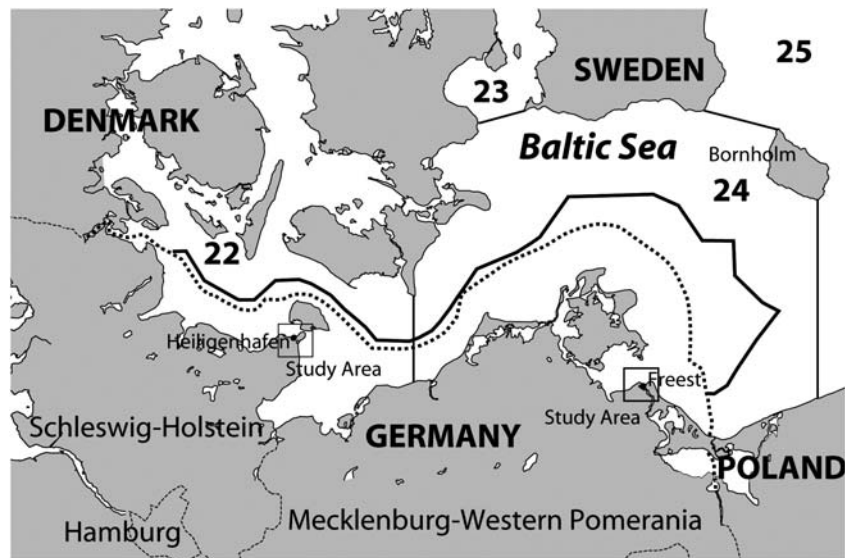 25
SWEDEN
23
DENMARK
Baltic Sea
Bornholm
24
22
Heiligenhafen
Study Area
Freest
Study Area
Schleswig-Holstein
GERMANY
POLAND
Hamburg
Mecklenburg-Western Pomerania